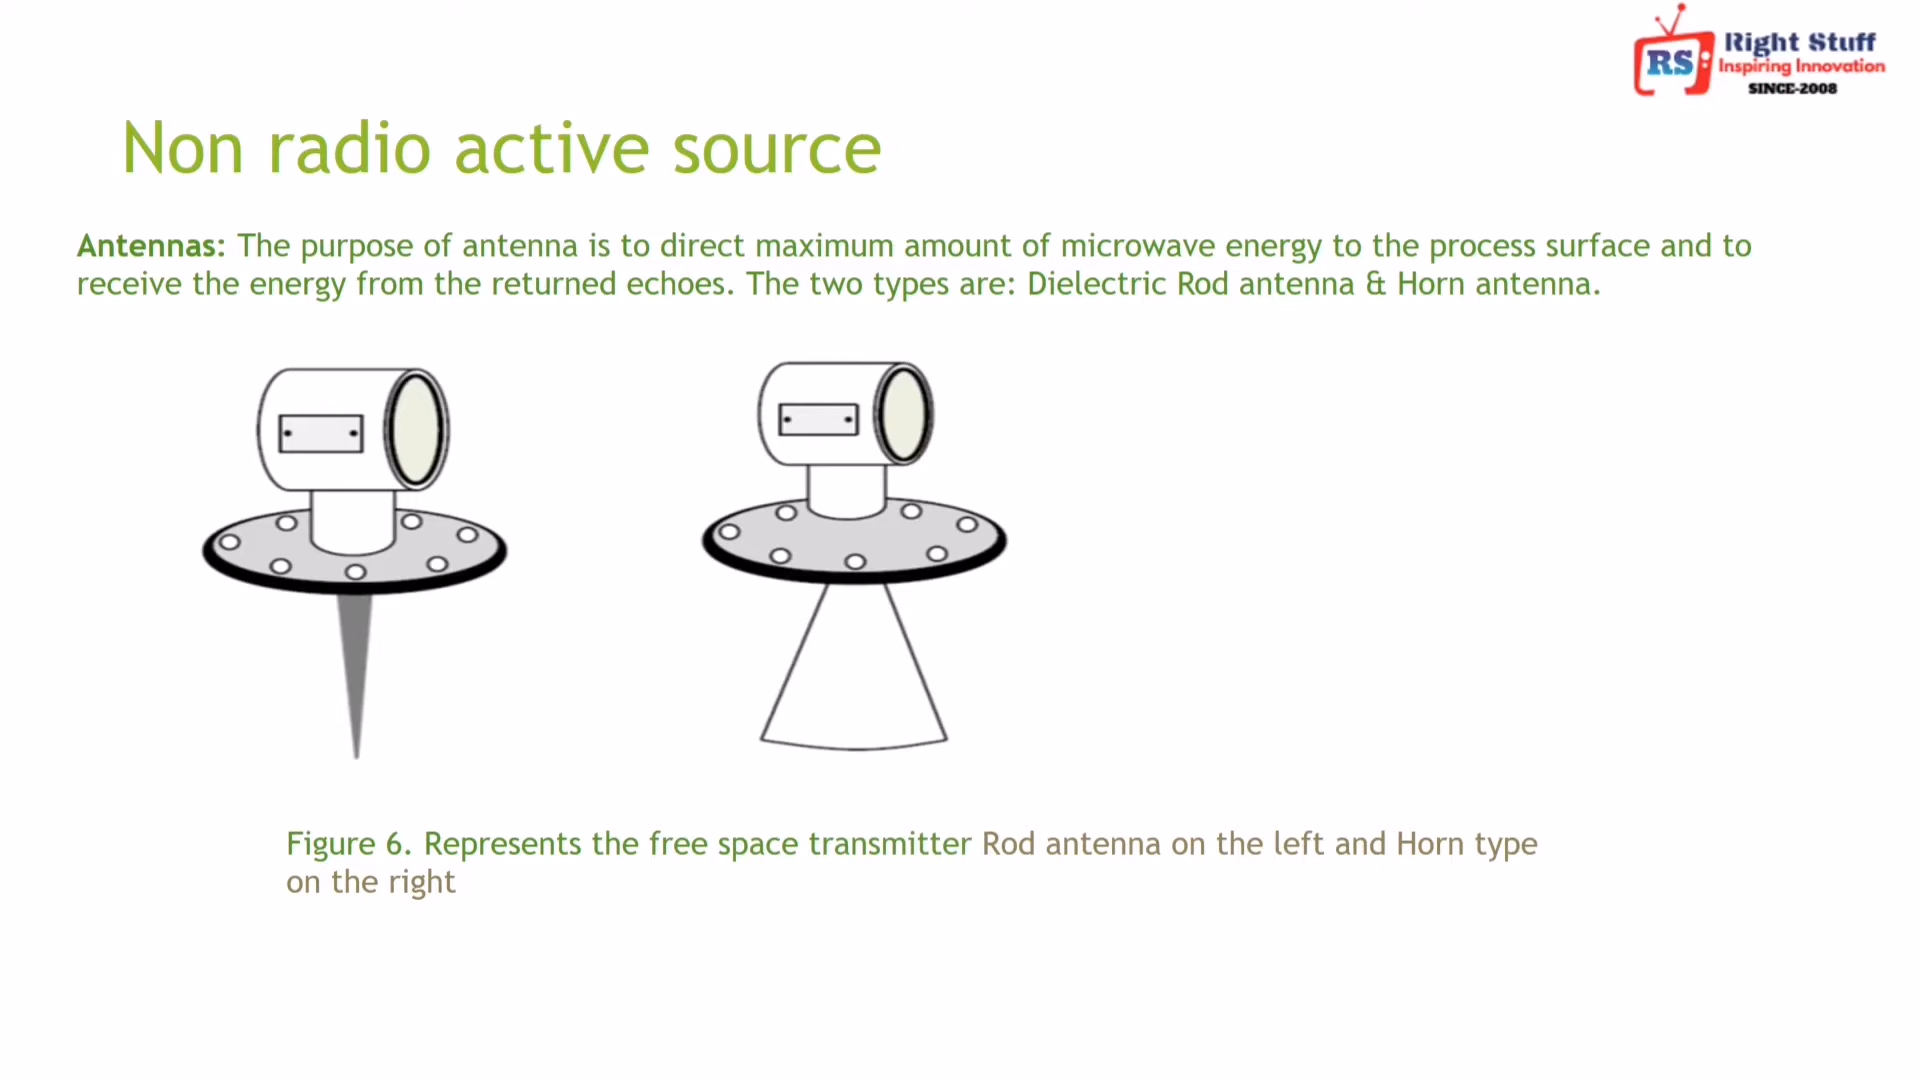 RS
Right Stuff
Inspiring Innovation
SINCE-2008
Non radio active source
Antennas: The purpose of antenna is to direct maximum amount of microwave energy to the process surface and to
receive the energy from the returned echoes. The two types are: Dielectric Rod antenna & Horn antenna.
Figure 6. Represents the free space transmitter Rod antenna on the left and Horn type
on the right